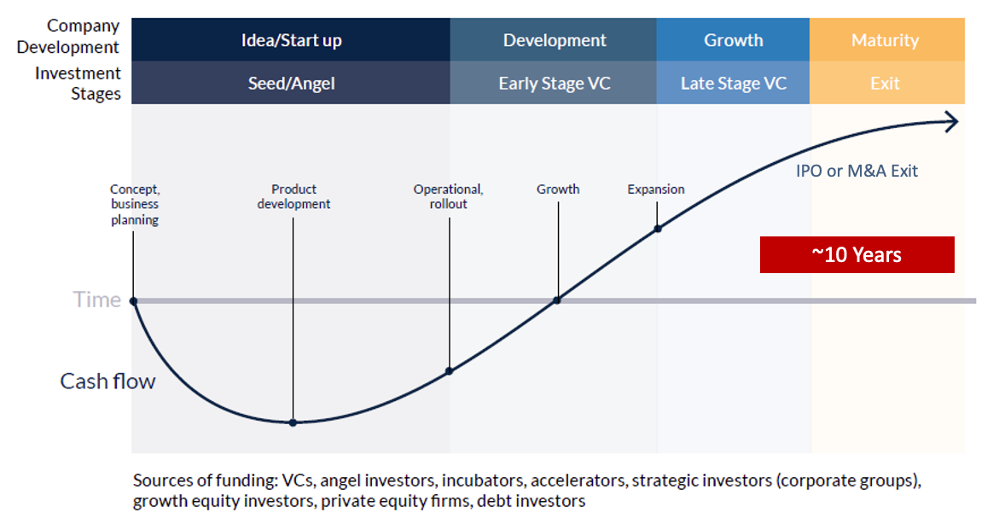 Company
Development
Idea/Start up
Development
Growth
Maturity
Investment
Stages
Seed/Angel
Early Stage VC
Late Stage VC
Exit
IPO or M&A Exit
Concept,
business
planning
Product
development
Operational,
rollout
Growth
Expansion
~10 Years
Time
Cash flow
Sources of funding: VCs, angel investors, incubators, accelerators, strategic investors (corporate groups),
growth equity investors, private equity firms, debt investors